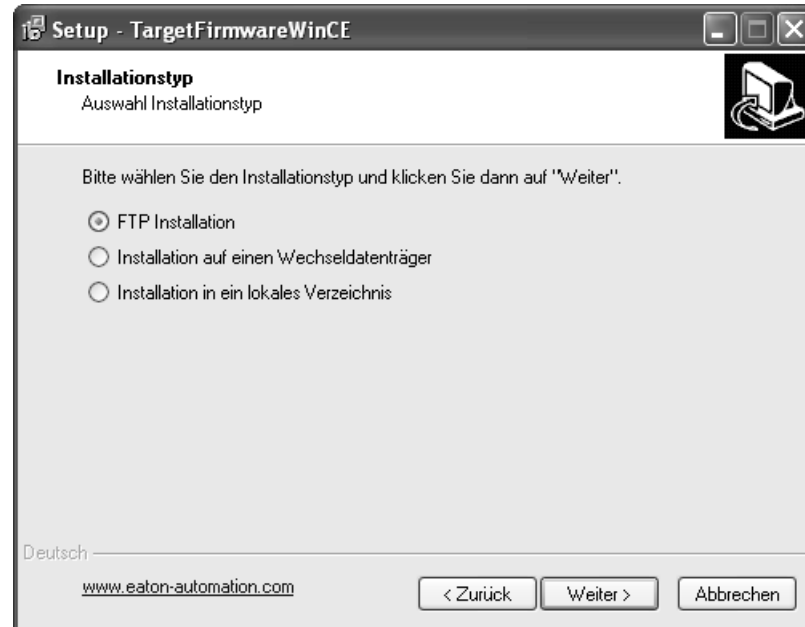 Setup - TargetFirmwareWinCE
Installationstyp
Auswahl Installationstyp
Bitte wählen Sie den Installationstyp und klicken Sie dann auf "Weiter".
FTP Installation
Installation auf einen Wechseldatenträger
Installation in ein lokales Verzeichnis
Deutsch
www.eaton-automation.com
< Zurück
Weiter >
Abbrechen